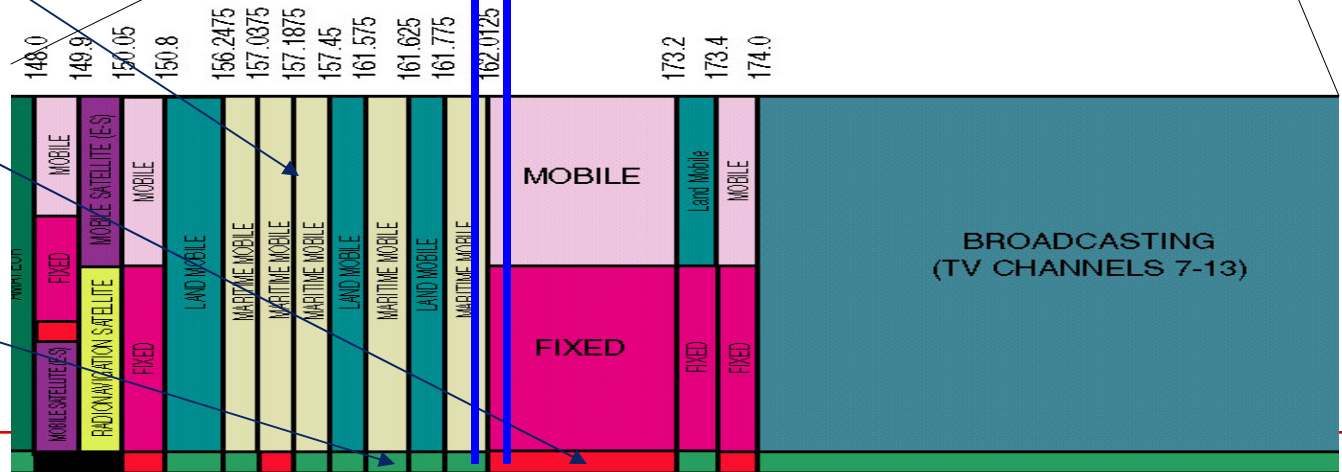 148.0
149.9
150.05
150.8
156.2475
157.0375
157.1875
157.45
161.575
161.625
161.775
162.0125
173.2
173.4
174.0
AMATEUR
MOBILE
FIXED
MOBILE SATELLITE (E-S)
MOBILE SATELLITE (E-S)
RADIONAVIGATION SATELLITE
MOBILE
FIXED
LAND MOBILE
MARITIME MOBILE
MARITIME MOBILE
MARITIME MOBILE
LAND MOBILE
MARITIME MOBILE
LAND MOBILE
MARITIME MOBILE
MOBILE
FIXED
Land Mobile
FIXED
MOBILE
FIXED
BROADCASTING
(TV CHANNELS 7-13)